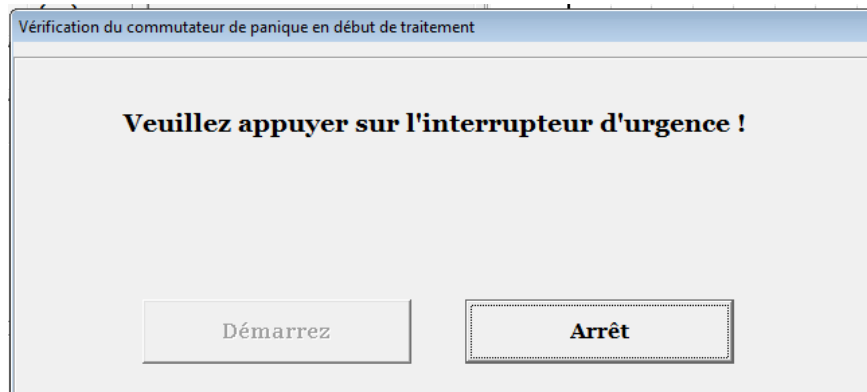 Vérification du commutateur de panique en début de traitement
Veuillez appuyer sur l'interrupteur d'urgence !
Démarrez
Arrêt